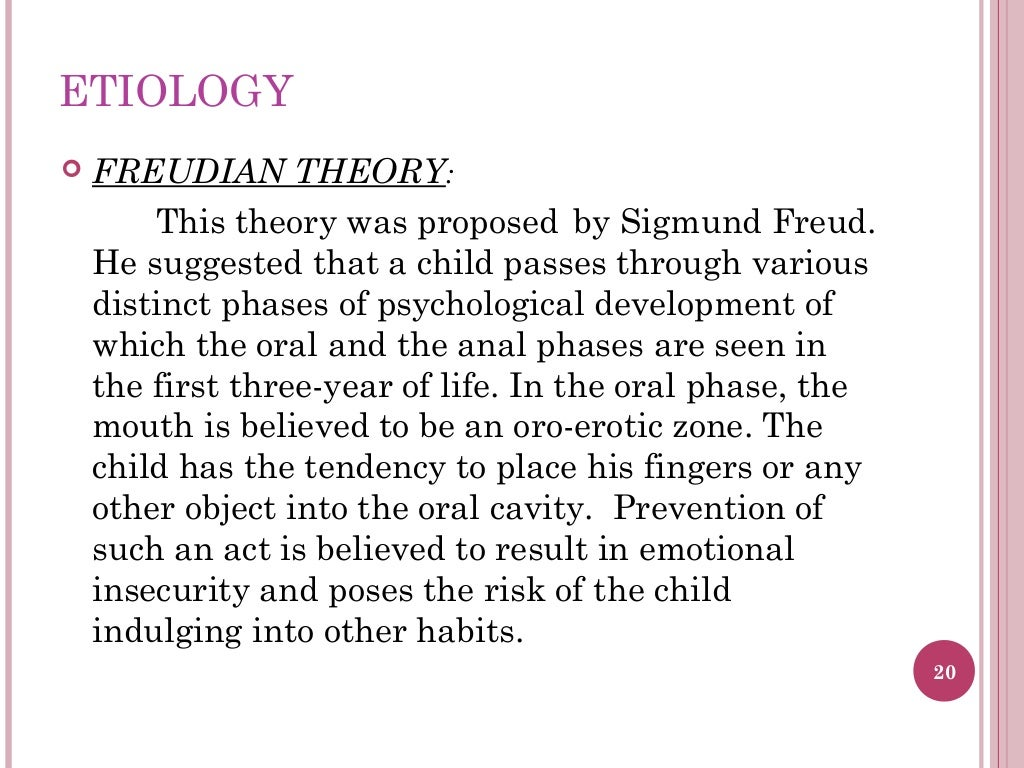 ETIOLOGY
FREUDIAN THEORY:
This theory was proposed by Sigmund Freud.
He suggested that a child passes through various
distinct phases of psychological development of
which the oral and the anal phases are seen in
the first three-year of life. In the oral phase, the
mouth is believed to be an oro-erotic zone. The
child has the tendency to place his fingers or any
other object into the oral cavity.  Prevention of
such an act is believed to result in emotional
insecurity and poses the risk of the child
indulging into other habits.
20